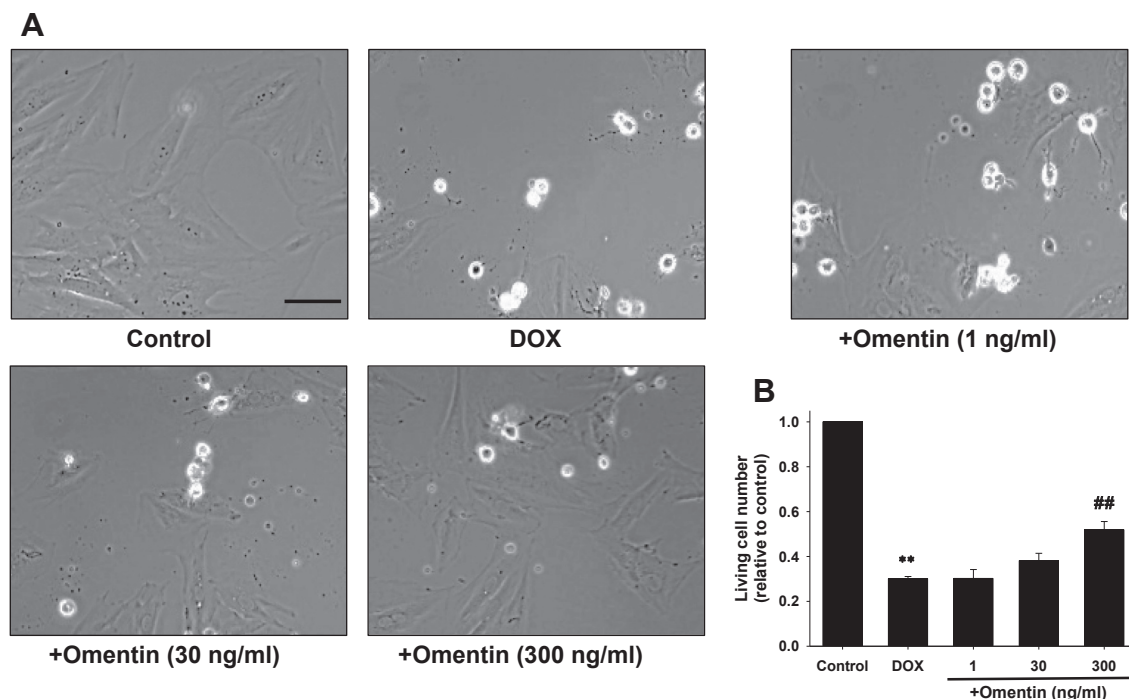 A
Control
DOX
+Omentin (1 ng/ml)
+Omentin (30 ng/ml)
+Omentin (300 ng/ml)
B
Living cell number
(relative to control)
1.0
0.8
0.6
0.4
0.2
0.0
**
##
Control DOX 1 30 300
+Omentin (ng/ml)